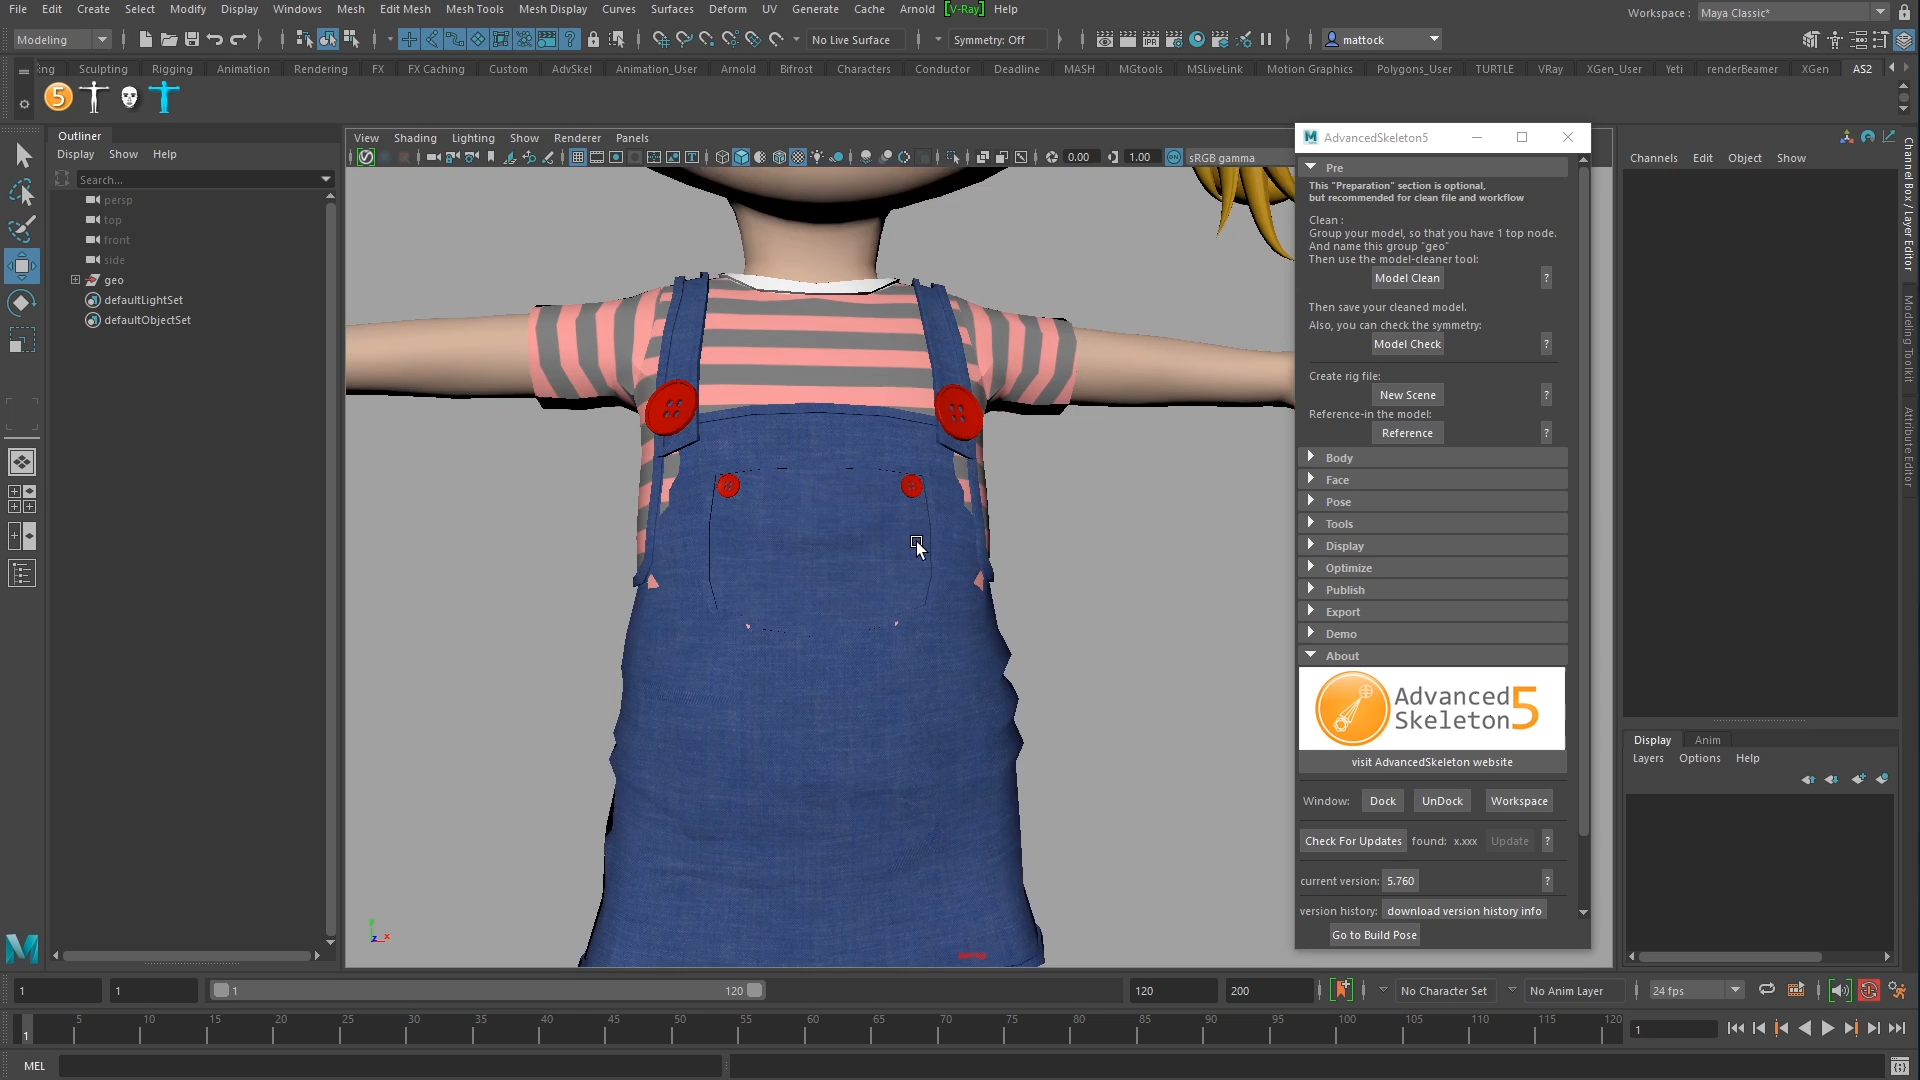 File Edit Create Select Modify Display Windows Mesh Edit Mesh Mesh Tools Mesh Display Curves Surfaces Deform UV Generate Cache Arnold [V-Ray] Help
Workspace : Maya Classic*
Modeling No Live Surface Symmetry: Off mattock
ng Sculpting Rigging Animation Rendering FX FX Caching Custom AdvSkel Animation_User Arnold Bifrost Characters Conductor Deadline MASH MGtools MSLiveLink Motion Graphics Polygons_User TURTLE VRay XGen_User Yeti renderBeamer XGen AS2
5
Outliner
Display Show Help
Search...
persp
top
front
side
geo
defaultLightSet
defaultObjectSet
View Shading Lighting Show Renderer Panels
0.00 1.00 sRGB gamma
AdvancedSkeleton5
Pre
This "Preparation" section is optional,
but recommended for clean file and workflow
Clean :
Group your model, so that you have 1 top node.
And name this group "geo"
Then use the model-cleaner tool:
Model Clean ?
Then save your cleaned model.
Also, you can check the symmetry:
Model Check ?
Create rig file:
New Scene ?
Reference-in the model:
Reference ?
Body
Face
Pose
Tools
Display
Optimize
Publish
Export
Demo
About
Advanced
Skeleton 5
visit AdvancedSkeleton website
Window: Dock UnDock Workspace
Check For Updates found: x.xxx Update ?
current version: 5.760 ?
version history: download version history info
Go to Build Pose
Channels Edit Object Show
Channel Box / Layer Editor
Modeling Toolkit
Attribute Editor
Display Anim
Layers Options Help
persp
1 1 1 120 120 200 No Character Set No Anim Layer 24 fps
1 5 10 15 20 25 30 35 40 45 50 55 60 65 70 75 80 85 90 95 100 105 110 115 120 1
MEL